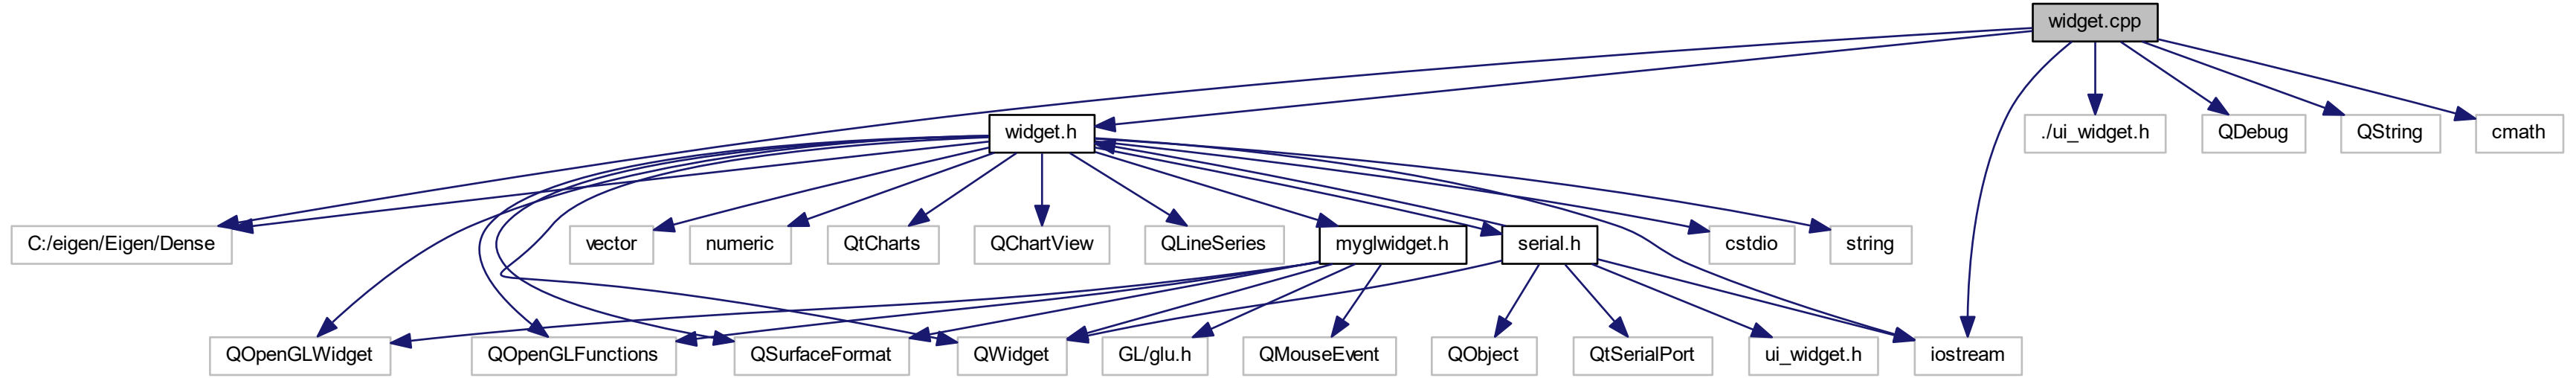 widget.cpp
widget.h
./ui_widget.h
QDebug
QString
cmath
C:/eigen/Eigen/Dense
vector
numeric
QtCharts
QChartView
QLineSeries
myglwidget.h
serial.h
cstdio
string
QOpenGLWidget
QOpenGLFunctions
QSurfaceFormat
QWidget
GL/glu.h
QMouseEvent
QObject
QtSerialPort
ui_widget.h
iostream